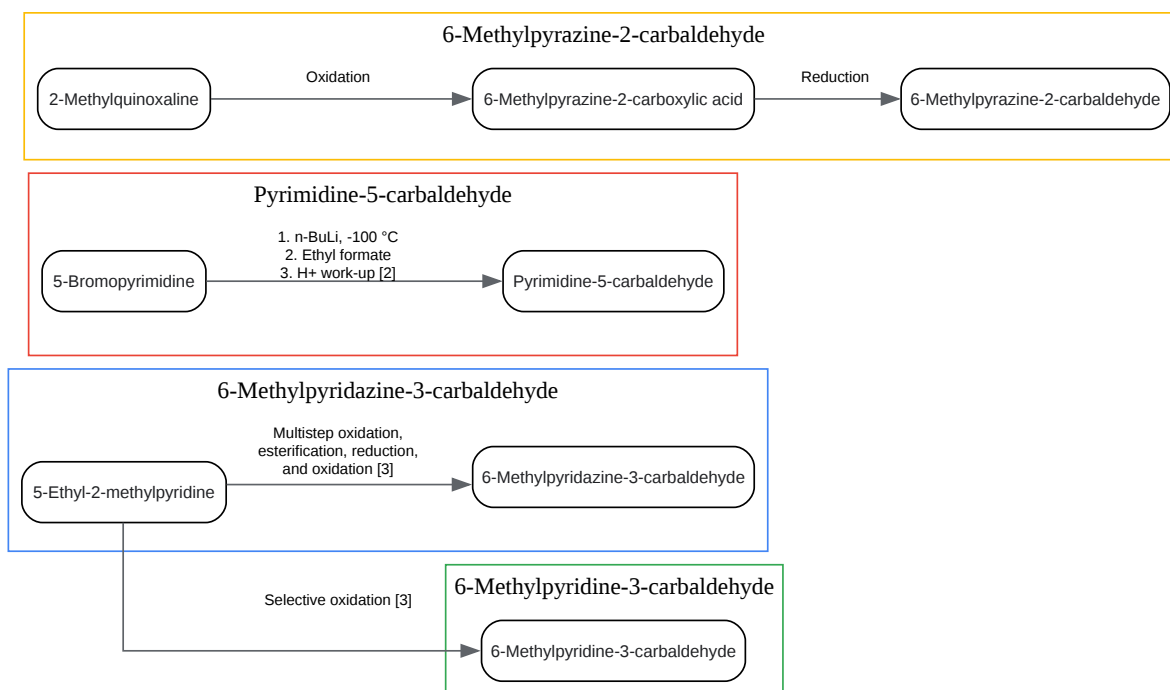 6-Methylpyrazine-2-carbaldehyde
2-Methylquinoxaline
Oxidation
6-Methylpyrazine-2-carboxylic acid
Reduction
6-Methylpyrazine-2-carbaldehyde
Pyrimidine-5-carbaldehyde
5-Bromopyrimidine
1. n-BuLi, -100 °C
2. Ethyl formate
3. H+ work-up [2]
Pyrimidine-5-carbaldehyde
6-Methylpyridazine-3-carbaldehyde
5-Ethyl-2-methylpyridine
Multistep oxidation,
esterification, reduction,
and oxidation [3]
6-Methylpyridazine-3-carbaldehyde
Selective oxidation [3]
6-Methylpyridine-3-carbaldehyde
6-Methylpyridine-3-carbaldehyde